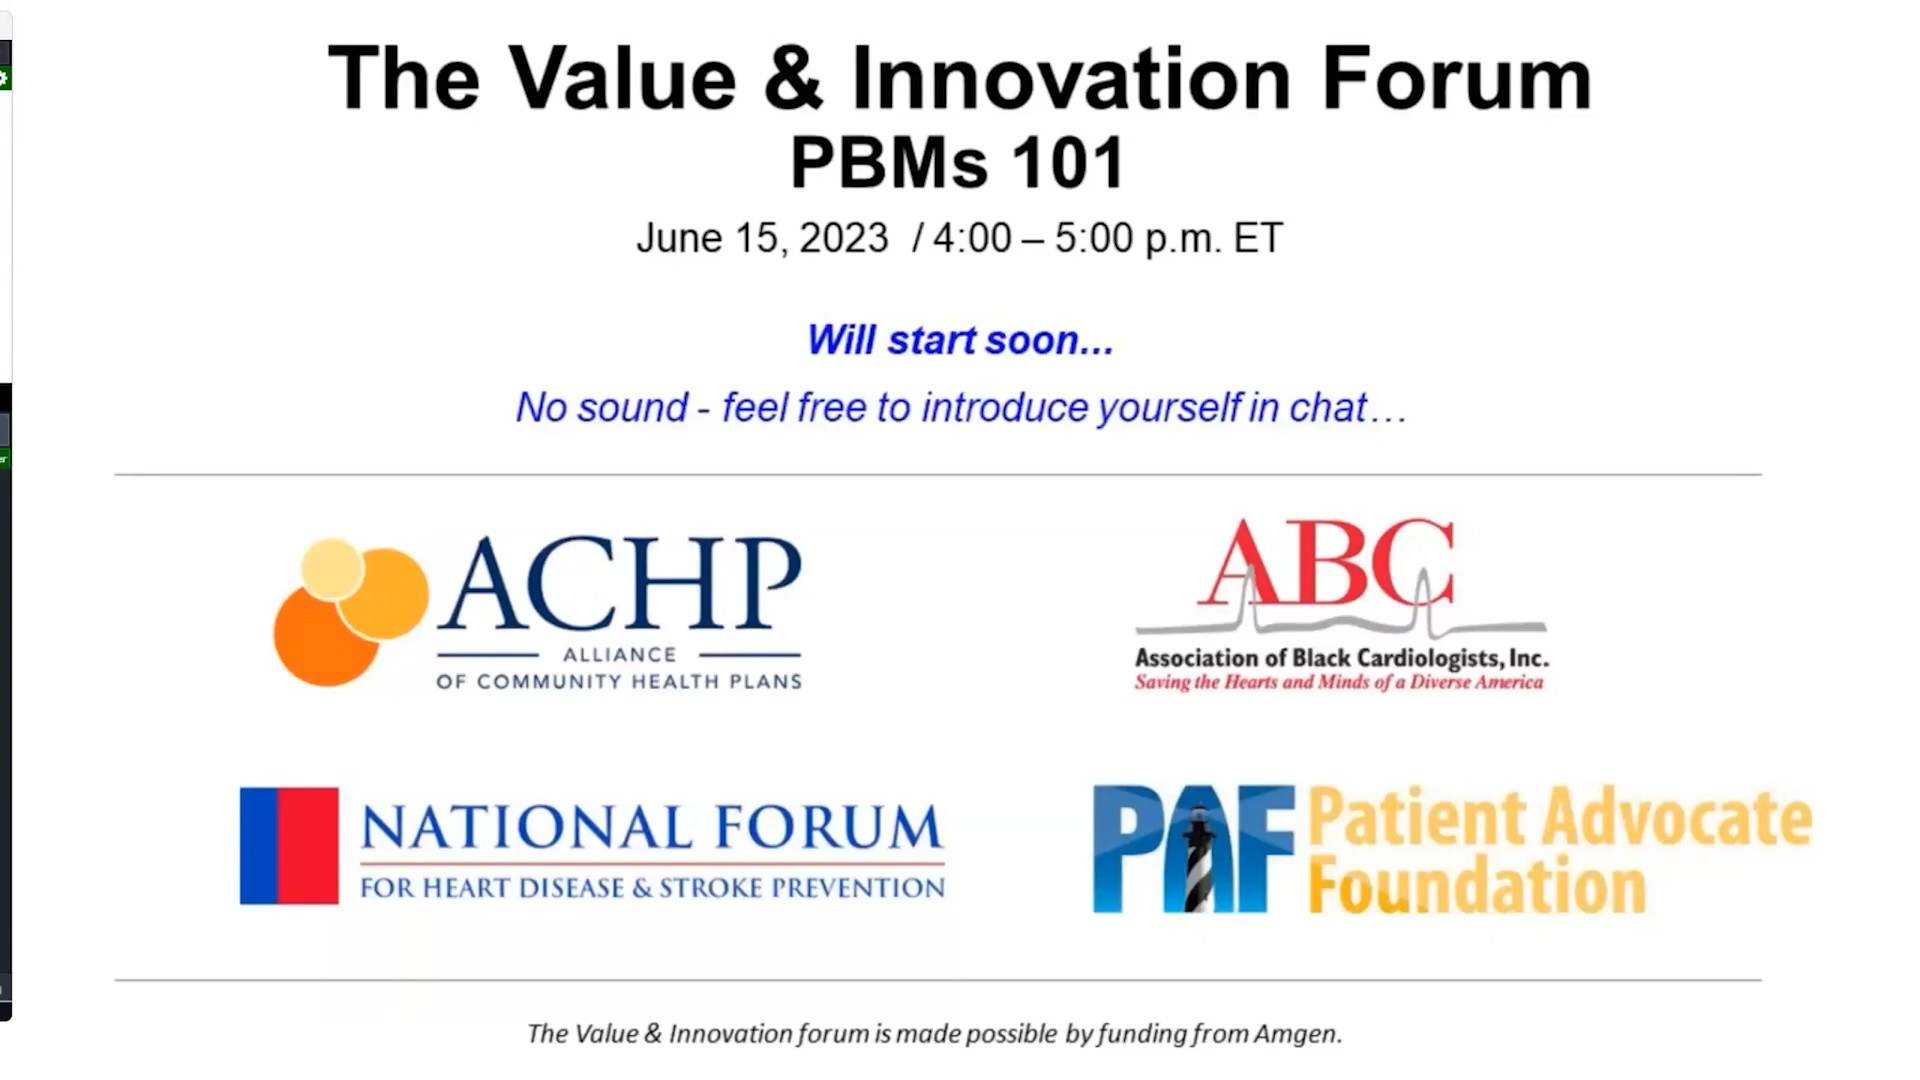 The Value & Innovation Forum
PBMs 101
June 15, 2023 / 4:00 – 5:00 p.m. ET
Will start soon...
No sound - feel free to introduce yourself in chat…
ACHP
ALLIANCE
OF COMMUNITY HEALTH PLANS
ABC
Association of Black Cardiologists, Inc.
Saving the Hearts and Minds of a Diverse America
NATIONAL FORUM
FOR HEART DISEASE & STROKE PREVENTION
PAF Patient Advocate
Foundation
The Value & Innovation forum is made possible by funding from Amgen.